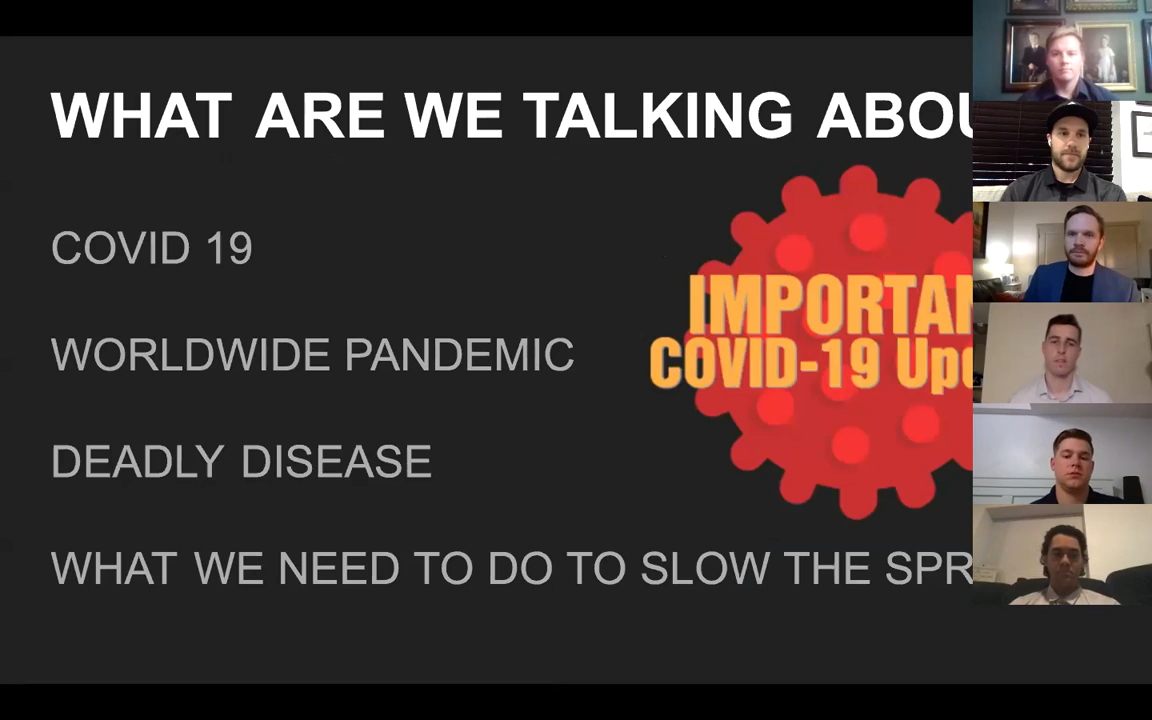 WHAT ARE WE TALKING ABOU
COVID 19
IMPORTAN
COVID-19 Upd
WORLDWIDE PANDEMIC
DEADLY DISEASE
WHAT WE NEED TO DO TO SLOW THE SPR